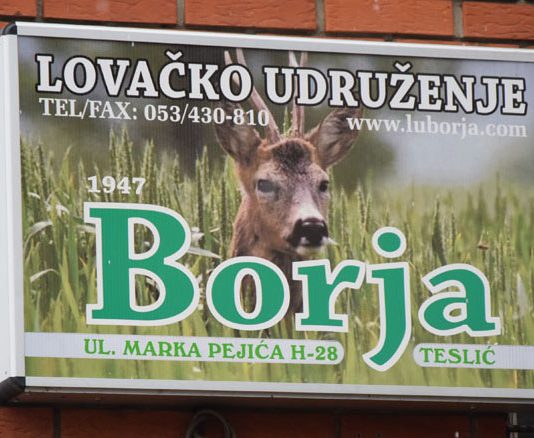 LOVAČKO UDRUŽENJE
TEL/FAX: 053/430-810
www.luborja.com
1947
Borja
UL. MARKA PEJIĆA H-28
TESLIĆ